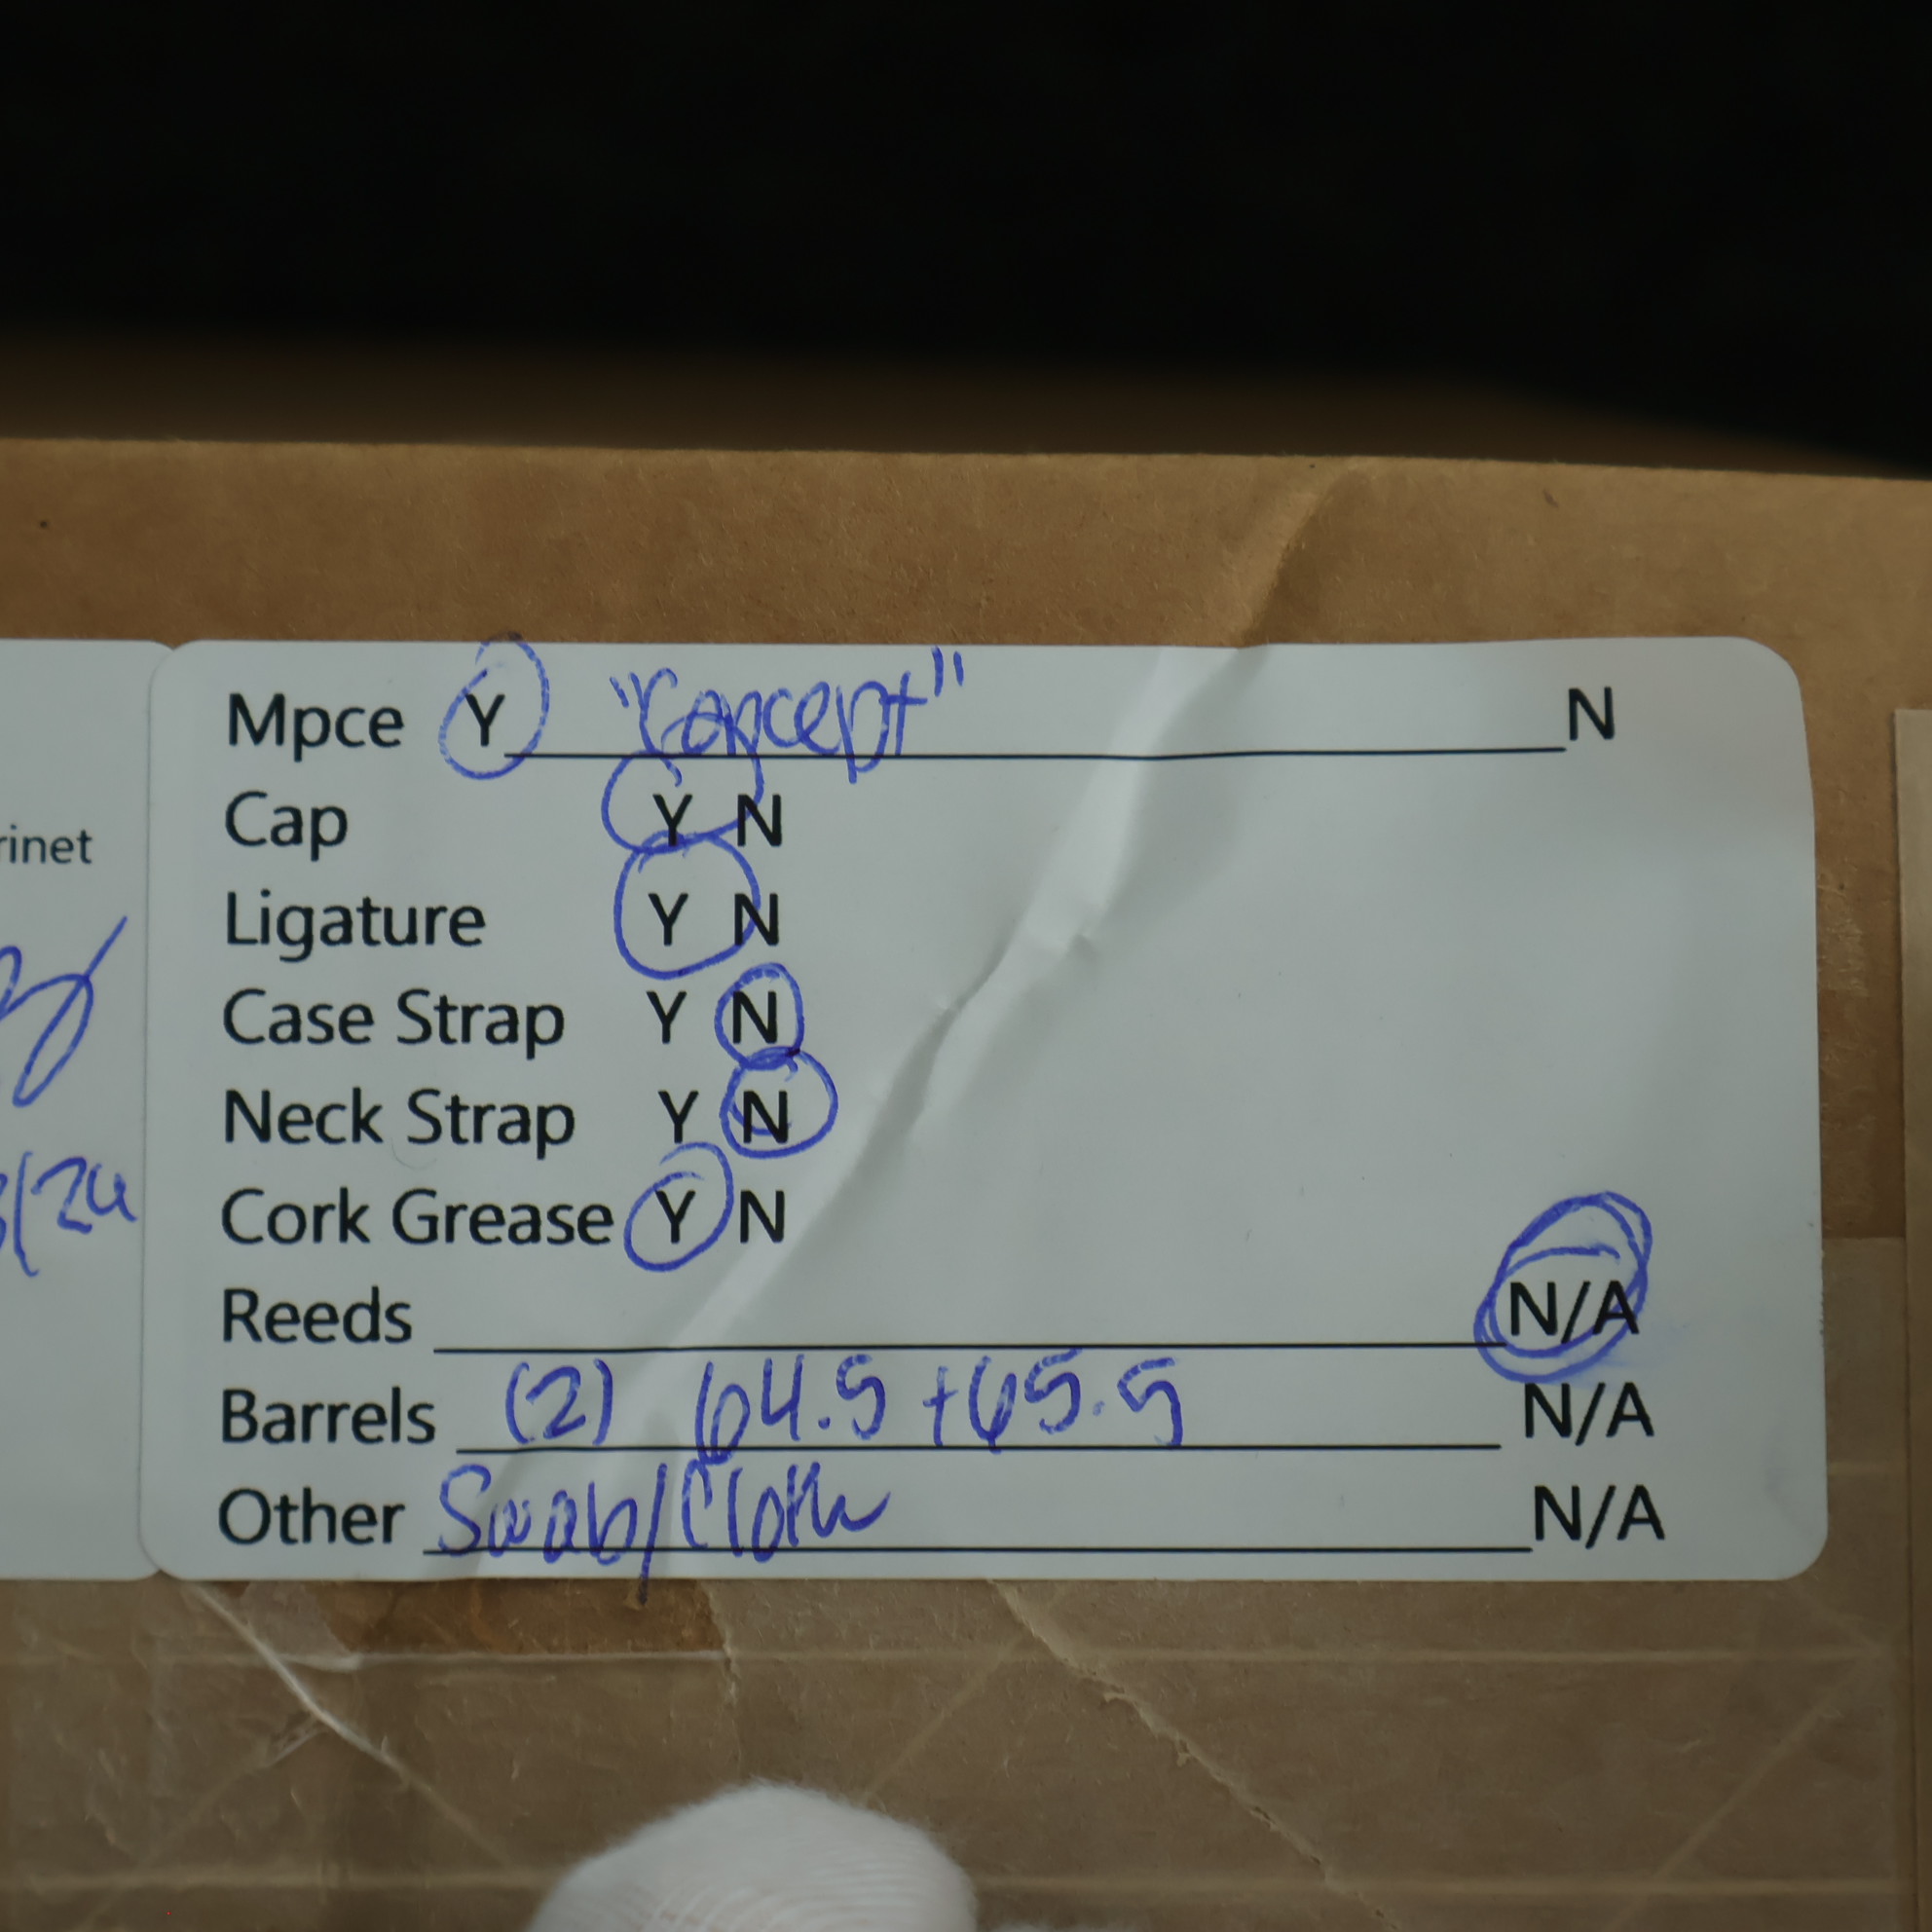 Mpce Y "Concept" N
Cap Y N
Ligature Y N
Case Strap Y N
Neck Strap Y N
Cork Grease Y N
Reeds N/A
Barrels (2) 64.5 + 65.5 N/A
Other Swab/Cloth N/A
rinet
/24